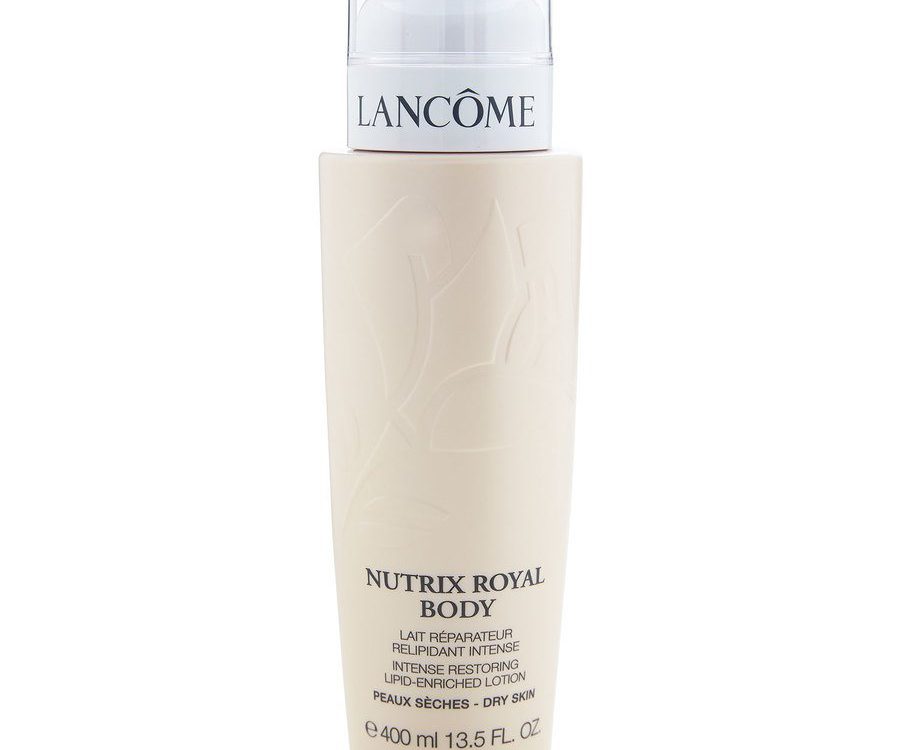 LANCÔME
NUTRIX ROYAL
BODY
LAIT RÉPARATEUR
RELIPIDANT INTENSE
INTENSE RESTORING
LIPID-ENRICHED LOTION
PEAUX SÈCHES - DRY SKIN
℮ 400 ml 13.5 FL. OZ.